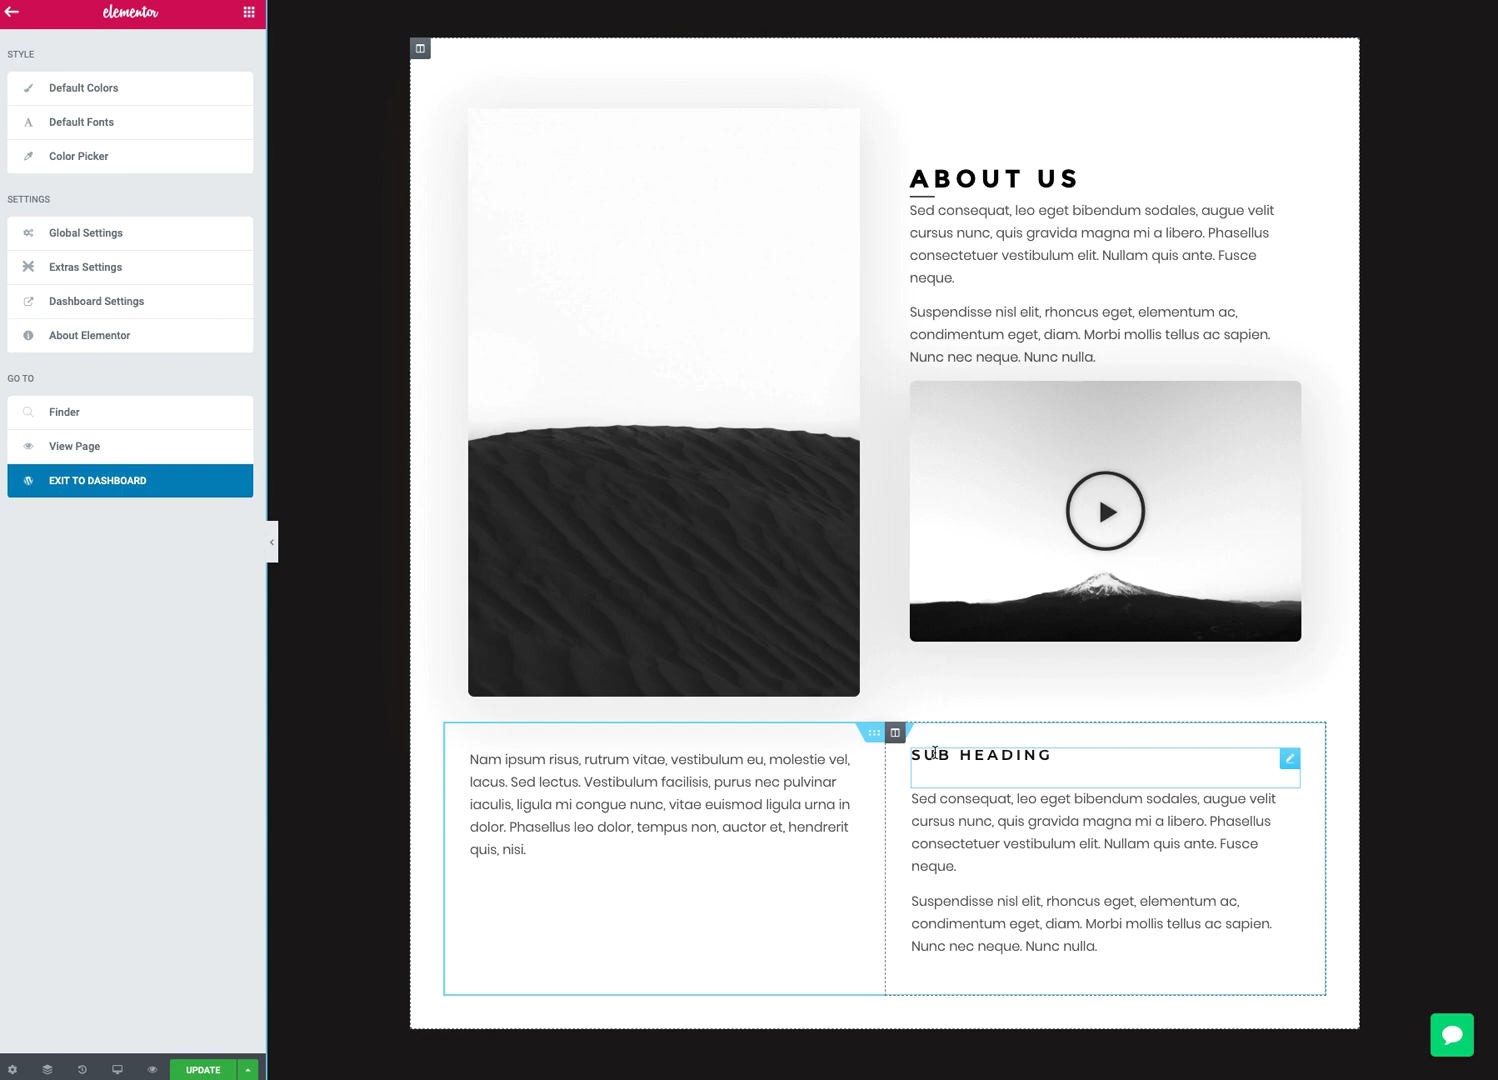 elementor
STYLE
Default Colors
Default Fonts
Color Picker
SETTINGS
Global Settings
Extras Settings
Dashboard Settings
About Elementor
GO TO
Finder
View Page
EXIT TO DASHBOARD
UPDATE
ABOUT US
Sed consequat, leo eget bibendum sodales, augue velit
cursus nunc, quis gravida magna mi a libero. Phasellus
consectetuer vestibulum elit. Nullam quis ante. Fusce
neque.
Suspendisse nisl elit, rhoncus eget, elementum ac,
condimentum eget, diam. Morbi mollis tellus ac sapien.
Nunc nec neque. Nunc nulla.
Nam ipsum risus, rutrum vitae, vestibulum eu, molestie vel,
lacus. Sed lectus. Vestibulum facilisis, purus nec pulvinar
iaculis, ligula mi congue nunc, vitae euismod ligula urna in
dolor. Phasellus leo dolor, tempus non, auctor et, hendrerit
quis, nisi.
SUB HEADING
Sed consequat, leo eget bibendum sodales, augue velit
cursus nunc, quis gravida magna mi a libero. Phasellus
consectetuer vestibulum elit. Nullam quis ante. Fusce
neque.
Suspendisse nisl elit, rhoncus eget, elementum ac,
condimentum eget, diam. Morbi mollis tellus ac sapien.
Nunc nec neque. Nunc nulla.